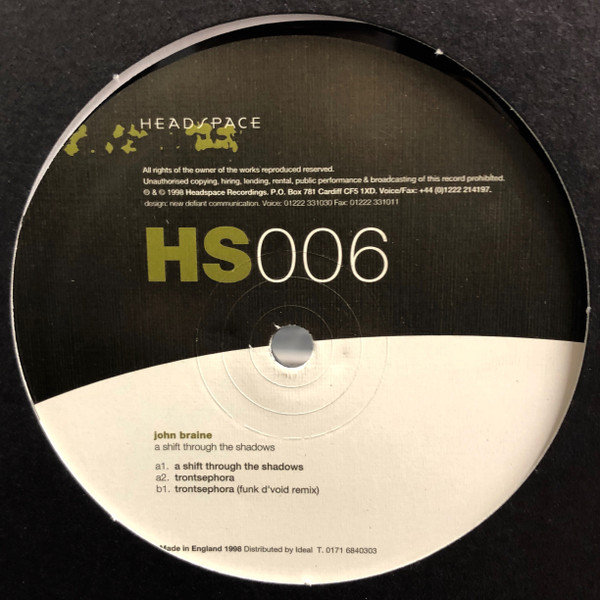 HEADSPACE
All rights of the owner of the works reproduced reserved.
Unauthorised copying, hiring, lending, rental, public performance & broadcasting of this record prohibited.
℗ & © 1998 Headspace Recordings. P.O. Box 781 Cardiff CF5 1XD. Voice/Fax: +44 (0)1222 214197.
design: new defiant communication. Voice: 01222 331030 Fax: 01222 331011
HS006
john braine
a shift through the shadows
a1. a shift through the shadows
a2. trontsephora
b1. trontsephora (funk d'void remix)
Made in England 1998 Distributed by Ideal T. 0171 6840303